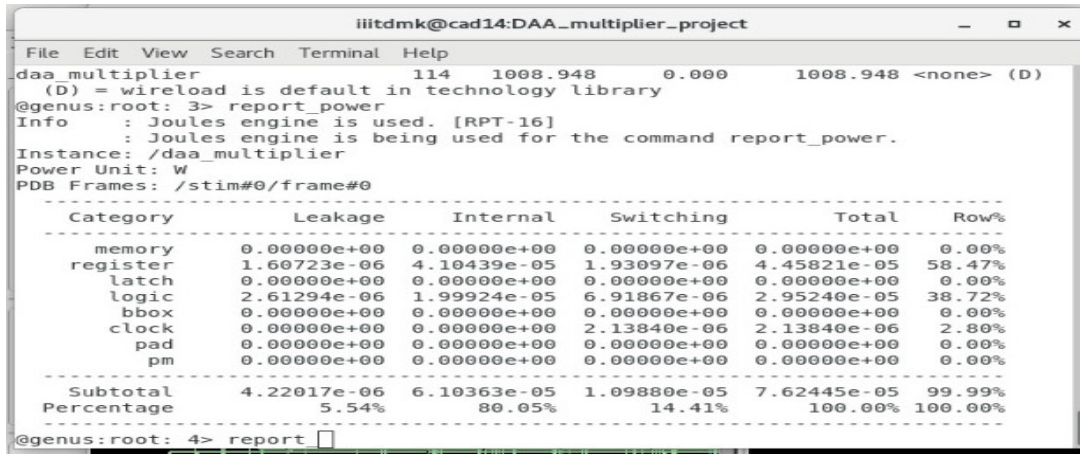 iiitdmk@cad14:DAA_multiplier_project
File Edit View Search Terminal Help
daa_multiplier 114 1008.948 0.000 1008.948 <none> (D)
(D) = wireload is default in technology library
@genus:root: 3> report_power
Info : Joules engine is used. [RPT-16]
: Joules engine is being used for the command report_power.
Instance: /daa_multiplier
Power Unit: W
PDB Frames: /stim#0/frame#0
Category Leakage Internal Switching Total Row%
memory 0.00000e+00 0.00000e+00 0.00000e+00 0.00000e+00 0.00%
register 1.60723e-06 4.10439e-05 1.93097e-06 4.45821e-05 58.47%
latch 0.00000e+00 0.00000e+00 0.00000e+00 0.00000e+00 0.00%
logic 2.61294e-06 1.99924e-05 6.91867e-06 2.95240e-05 38.72%
bbox 0.00000e+00 0.00000e+00 0.00000e+00 0.00000e+00 0.00%
clock 0.00000e+00 0.00000e+00 2.13840e-06 2.13840e-06 2.80%
pad 0.00000e+00 0.00000e+00 0.00000e+00 0.00000e+00 0.00%
pm 0.00000e+00 0.00000e+00 0.00000e+00 0.00000e+00 0.00%
Subtotal 4.22017e-06 6.10363e-05 1.09880e-05 7.62445e-05 99.99%
Percentage 5.54% 80.05% 14.41% 100.00% 100.00%
@genus:root: 4> report_